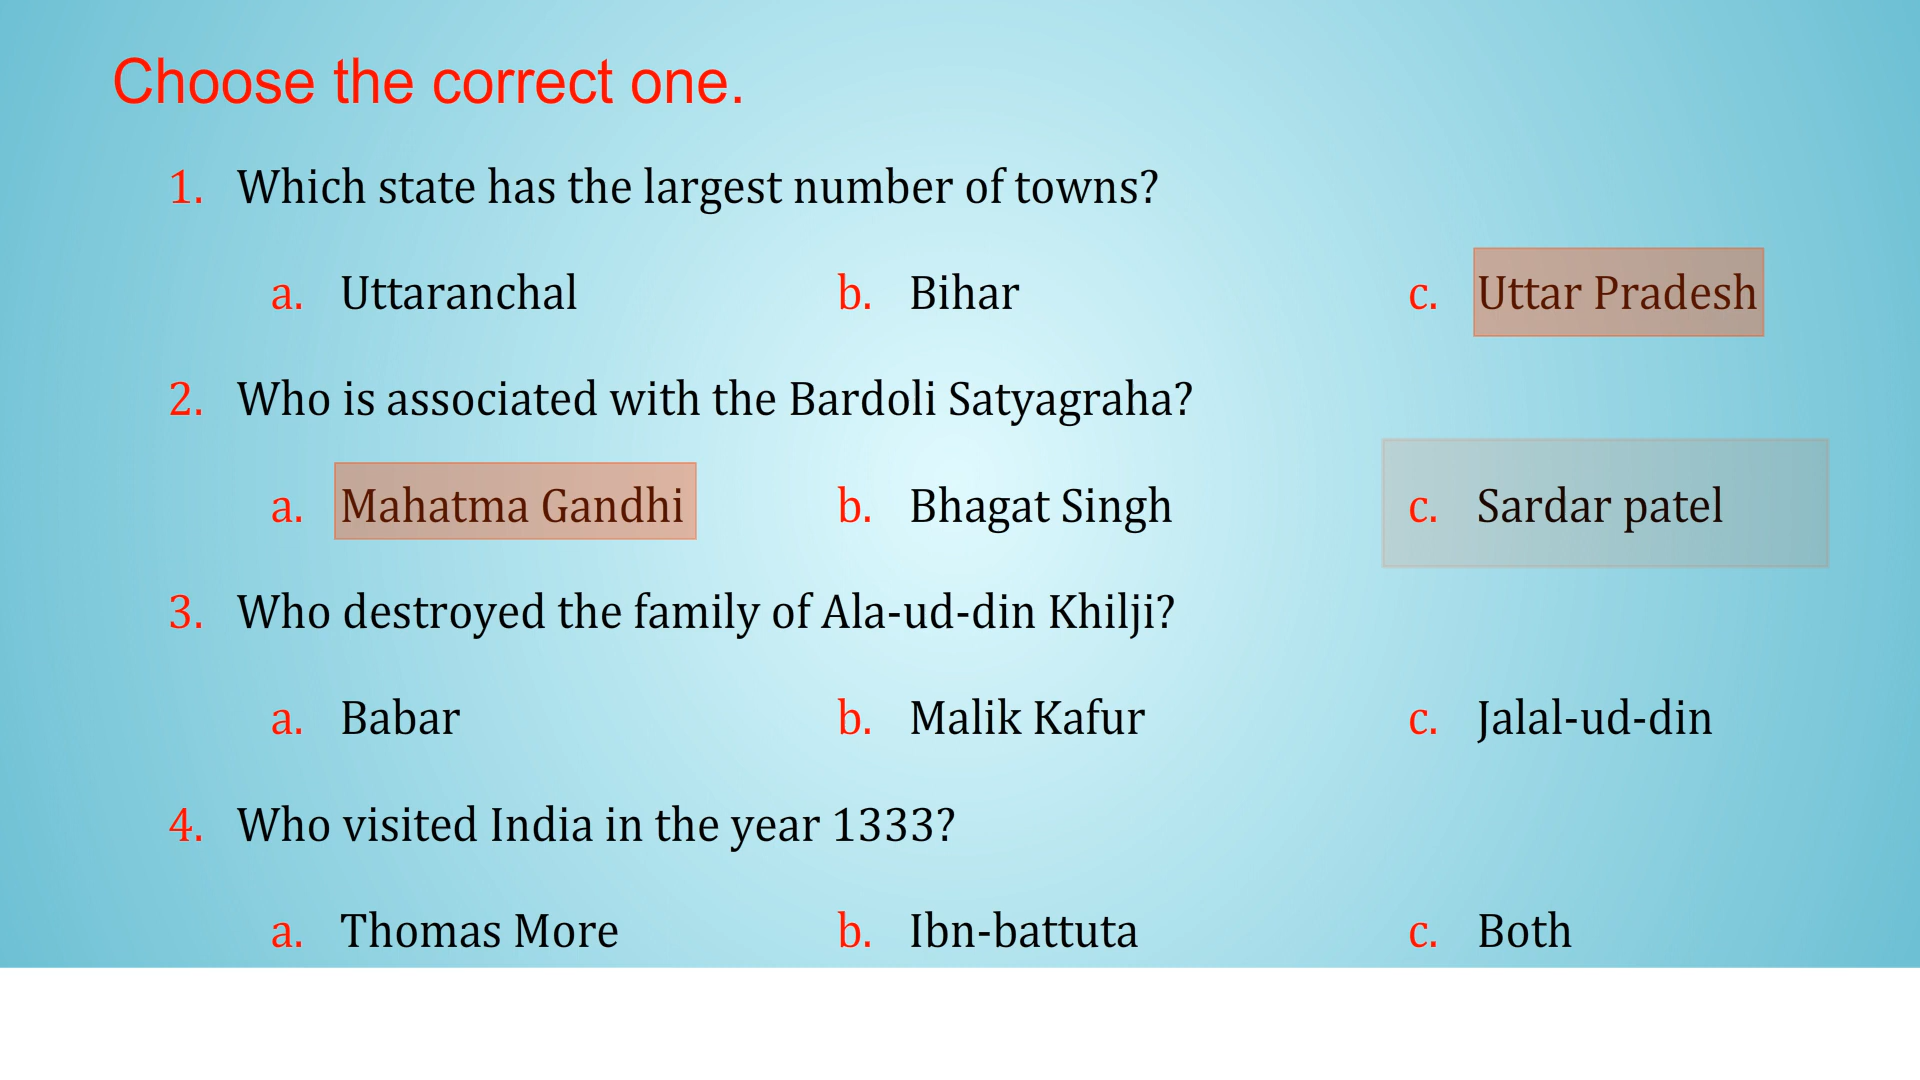 Choose the correct one.
1. Which state has the largest number of towns?
a. Uttaranchal b. Bihar c. Uttar Pradesh
2. Who is associated with the Bardoli Satyagraha?
a. Mahatma Gandhi b. Bhagat Singh c. Sardar patel
3. Who destroyed the family of Ala-ud-din Khilji?
a. Babar b. Malik Kafur c. Jalal-ud-din
4. Who visited India in the year 1333?
a. Thomas More b. Ibn-battuta c. Both